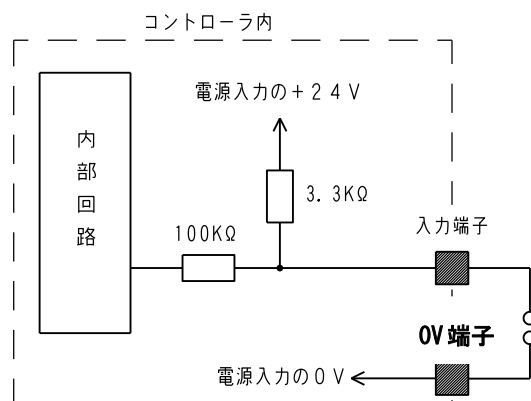 コントローラ内
電源入力の＋２４Ｖ
内部回路
3.3KΩ
100KΩ
入力端子
0V端子
電源入力の０Ｖ